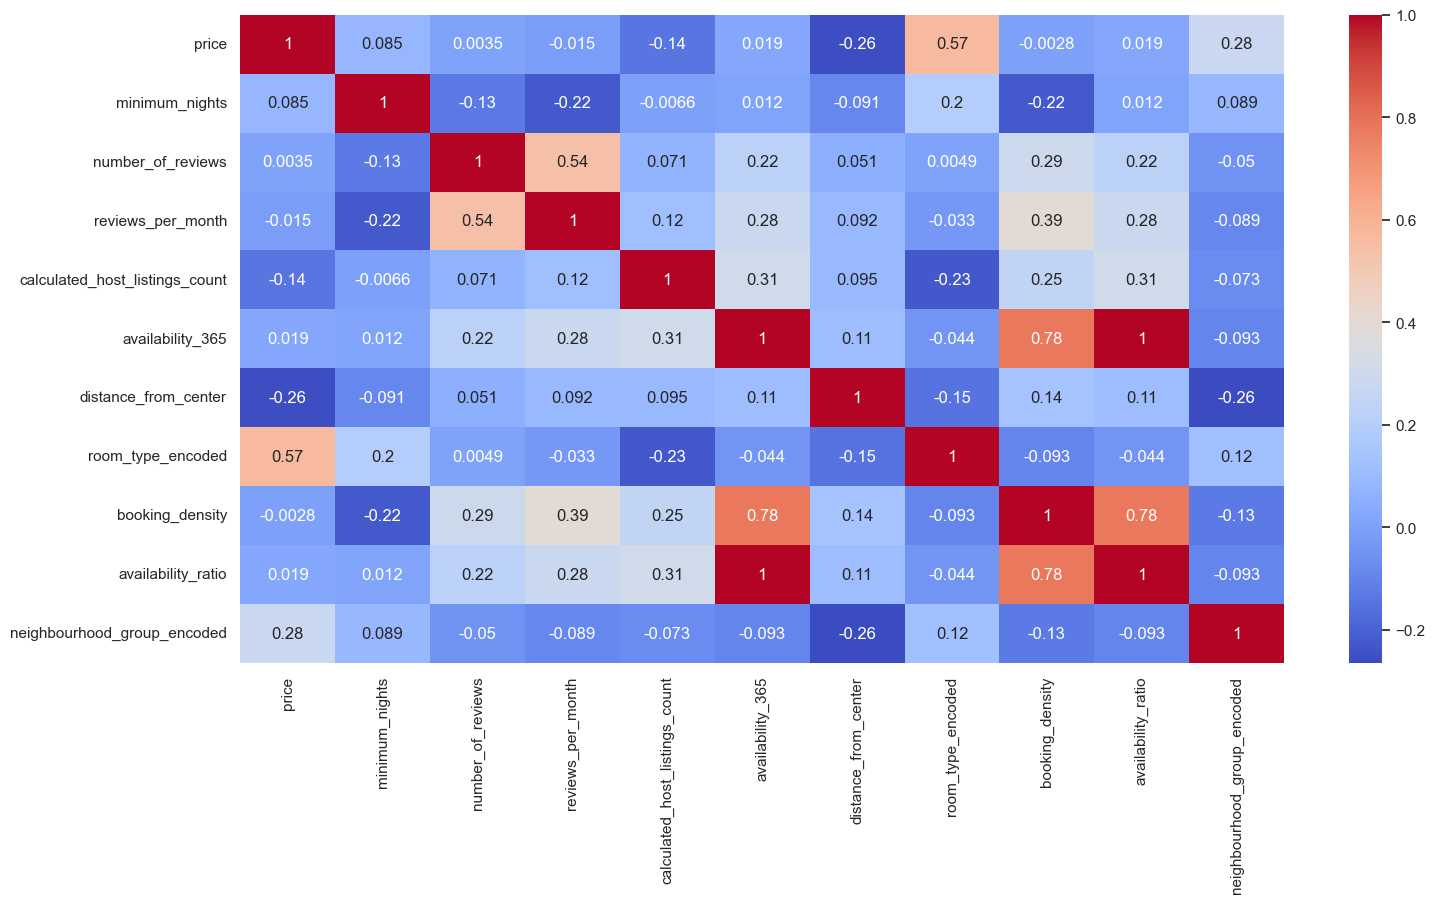 price 1 0.085 0.0035 -0.015 -0.14 0.019 -0.26 0.57 -0.0028 0.019 0.28
minimum_nights 0.085 1 -0.13 -0.22 -0.0066 0.012 -0.091 0.2 -0.22 0.012 0.089
number_of_reviews 0.0035 -0.13 1 0.54 0.071 0.22 0.051 0.0049 0.29 0.22 -0.05
reviews_per_month -0.015 -0.22 0.54 1 0.12 0.28 0.092 -0.033 0.39 0.28 -0.089
calculated_host_listings_count -0.14 -0.0066 0.071 0.12 1 0.31 0.095 -0.23 0.25 0.31 -0.073
availability_365 0.019 0.012 0.22 0.28 0.31 1 0.11 -0.044 0.78 1 -0.093
distance_from_center -0.26 -0.091 0.051 0.092 0.095 0.11 1 -0.15 0.14 0.11 -0.26
room_type_encoded 0.57 0.2 0.0049 -0.033 -0.23 -0.044 -0.15 1 -0.093 -0.044 0.12
booking_density -0.0028 -0.22 0.29 0.39 0.25 0.78 0.14 -0.093 1 0.78 -0.13
availability_ratio 0.019 0.012 0.22 0.28 0.31 1 0.11 -0.044 0.78 1 -0.093
neighbourhood_group_encoded 0.28 0.089 -0.05 -0.089 -0.073 -0.093 -0.26 0.12 -0.13 -0.093 1
price
minimum_nights
number_of_reviews
reviews_per_month
calculated_host_listings_count
availability_365
distance_from_center
room_type_encoded
booking_density
availability_ratio
neighbourhood_group_encoded
1.0
0.8
0.6
0.4
0.2
0.0
−0.2